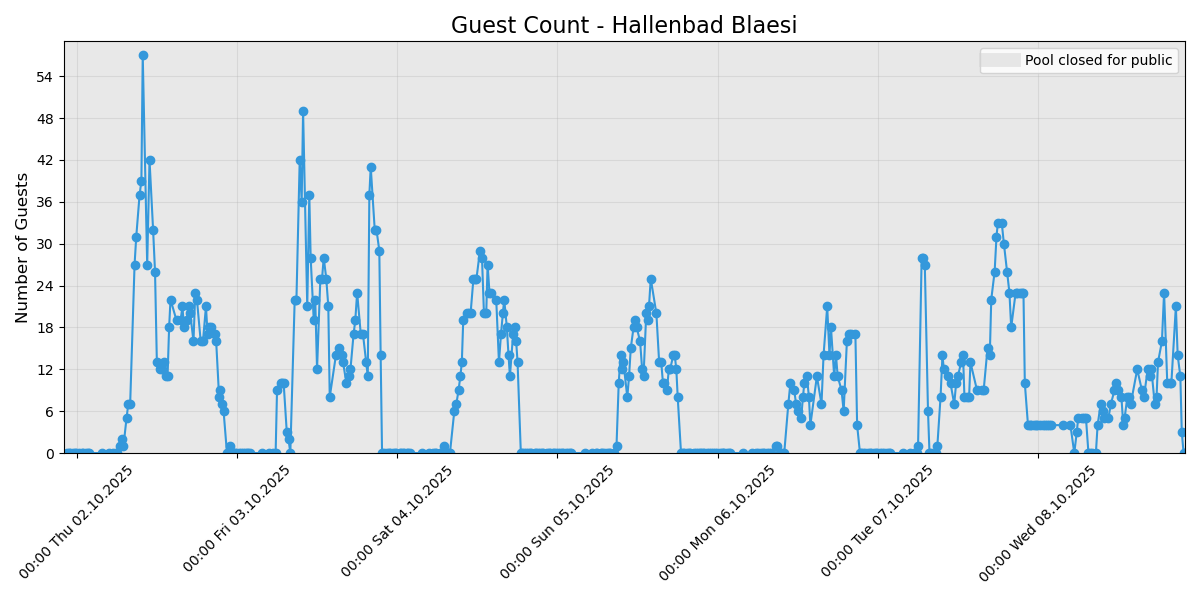 Guest Count - Hallenbad Blaesi
Pool closed for public
Number of Guests
54
48
42
36
30
24
18
12
6
0
00:00 Thu 02.10.2025
00:00 Fri 03.10.2025
00:00 Sat 04.10.2025
00:00 Sun 05.10.2025
00:00 Mon 06.10.2025
00:00 Tue 07.10.2025
00:00 Wed 08.10.2025